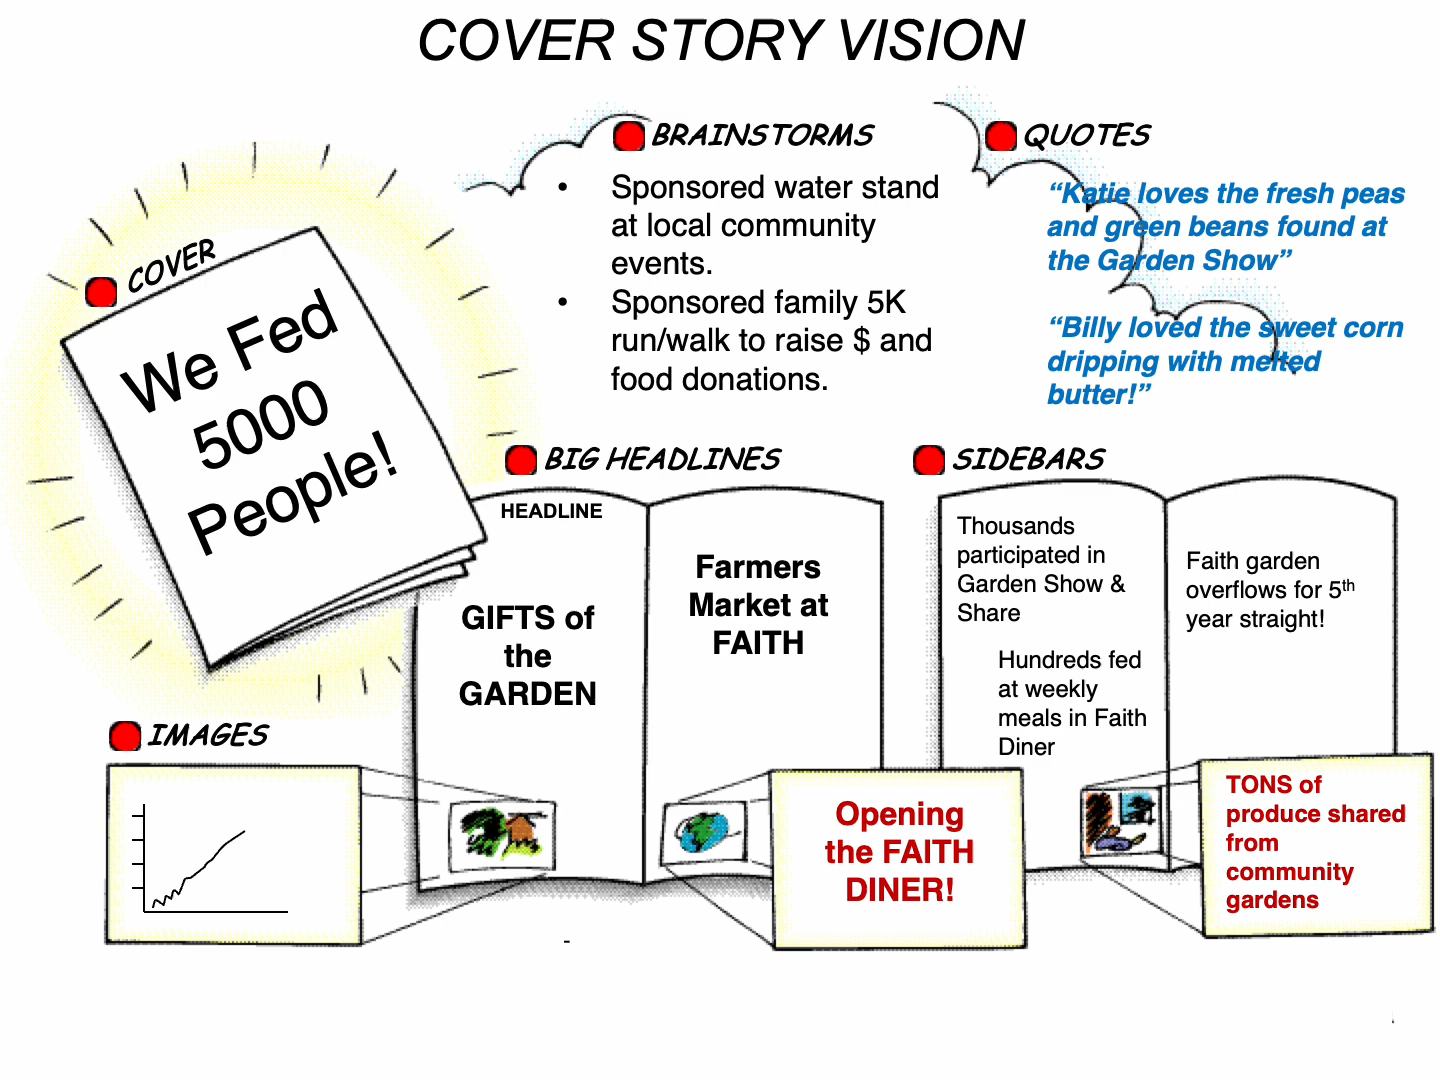 COVER STORY VISION
BRAINSTORMS
• Sponsored water stand
at local community
events.
• Sponsored family 5K
run/walk to raise $ and
food donations.
QUOTES
“Katie loves the fresh peas
and green beans found at
the Garden Show”
“Billy loved the sweet corn
dripping with melted
butter!”
COVER
We Fed
5000
People!
BIG HEADLINES
HEADLINE
GIFTS of
the
GARDEN
Farmers
Market at
FAITH
SIDEBARS
Thousands
participated in
Garden Show &
Share
Hundreds fed
at weekly
meals in Faith
Diner
Faith garden
overflows for 5th
year straight!
IMAGES
Opening
the FAITH
DINER!
TONS of
produce shared
from
community
gardens
-